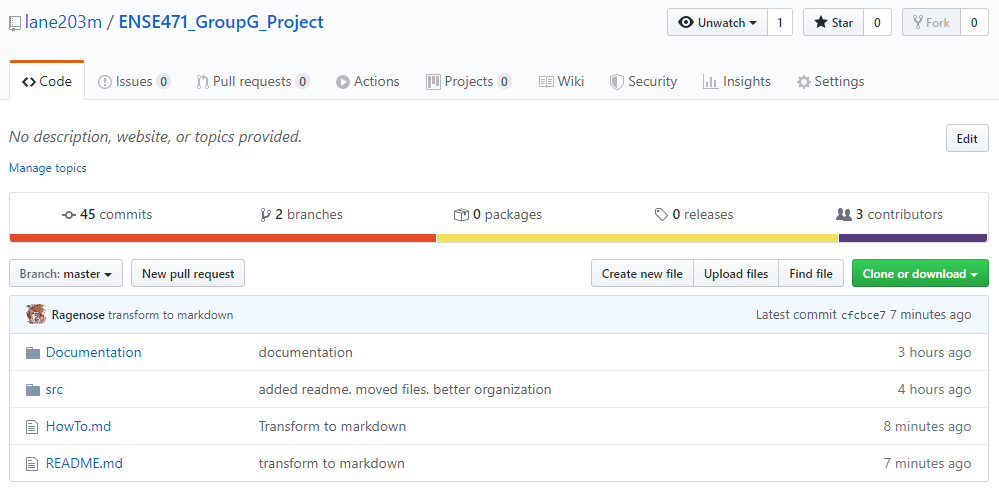 lane203m / ENSE471_GroupG_Project Unwatch 1 Star 0 Fork 0
Code Issues 0 Pull requests 0 Actions Projects 0 Wiki Security Insights Settings
No description, website, or topics provided. Edit
Manage topics
45 commits 2 branches 0 packages 0 releases 3 contributors
Branch: master New pull request Create new file Upload files Find file Clone or download
Ragenose transform to markdown Latest commit cfcbce7 7 minutes ago
Documentation documentation 3 hours ago
src added readme. moved files. better organization 4 hours ago
HowTo.md Transform to markdown 8 minutes ago
README.md transform to markdown 7 minutes ago